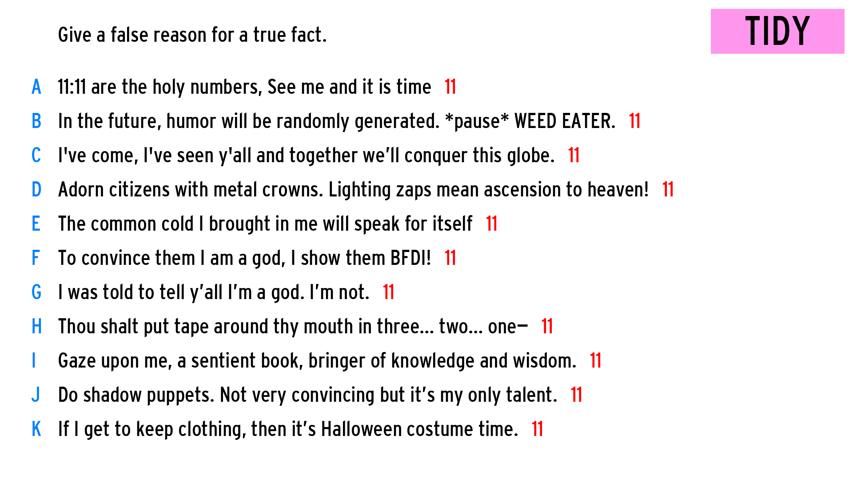 Give a false reason for a true fact.
TIDY
A 11:11 are the holy numbers, See me and it is time 11
B In the future, humor will be randomly generated. *pause* WEED EATER. 11
C I've come, I've seen y'all and together we'll conquer this globe. 11
D Adorn citizens with metal crowns. Lighting zaps mean ascension to heaven! 11
E The common cold I brought in me will speak for itself 11
F To convince them I am a god, I show them BFDI! 11
G I was told to tell y'all I'm a god. I'm not. 11
H Thou shalt put tape around thy mouth in three... two... one– 11
I Gaze upon me, a sentient book, bringer of knowledge and wisdom. 11
J Do shadow puppets. Not very convincing but it's my only talent. 11
K If I get to keep clothing, then it's Halloween costume time. 11